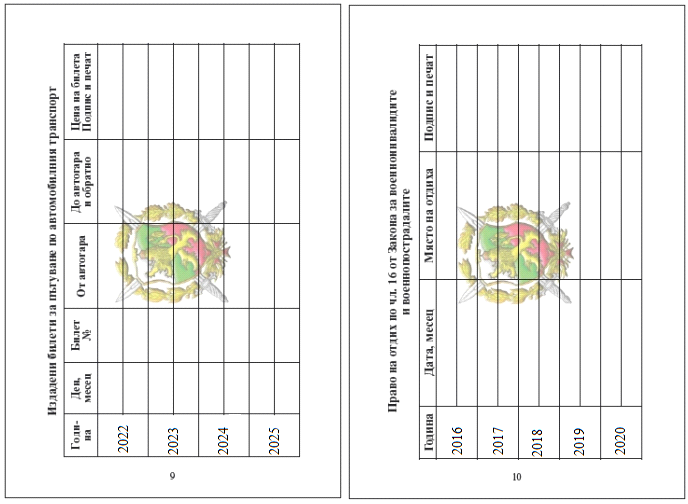 Издадени билети за пътуване по автомобилния транспорт
Годи-
на
Ден,
месец
Билет
№
От автогара
До автогара
и обратно
Цена на билета
Подпис и печат
2022
2023
2024
2025
9
Право на отдих по чл. 16 от Закона за военноинвалидите
и военнопострадалите
Година
Дата, месец
Място на отдиха
Подпис и печат
2016
2017
2018
2019
2020
10